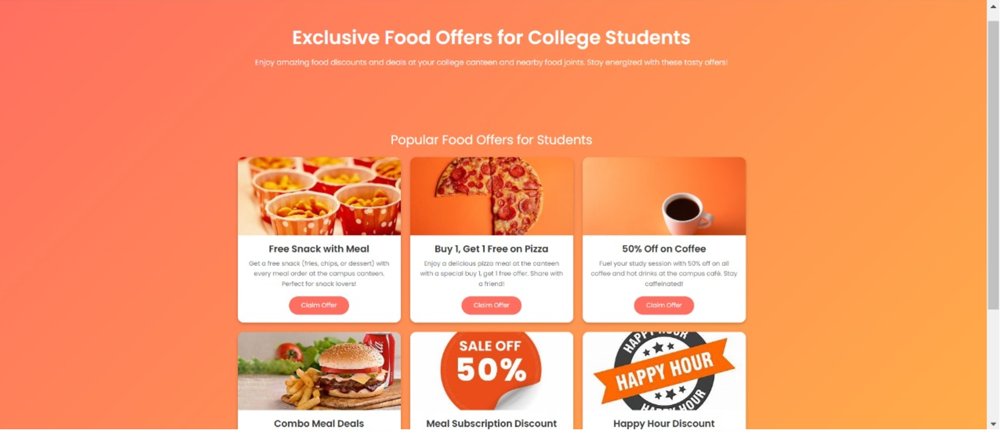 Exclusive Food Offers for College Students
Enjoy amazing food discounts and deals at your college canteen and nearby food joints. Stay energized with these tasty offers!
Popular Food Offers for Students
Free Snack with Meal
Get a free snack (fries, chips, or dessert) with
every meal order at the campus canteen.
Perfect for snack lovers!
Claim Offer
Buy 1, Get 1 Free on Pizza
Enjoy a delicious pizza meal at the canteen
with a special buy 1, get 1 free offer. Share with
a friend!
Claim Offer
50% Off on Coffee
Fuel your study session with 50% off on all
coffee and hot drinks at the campus café. Stay
caffeinated!
Claim Offer
Combo Meal Deals
SALE OFF
50%
Meal Subscription Discount
HAPPY HOUR
HAPPY HOUR
HAPPY HOUR
Happy Hour Discount